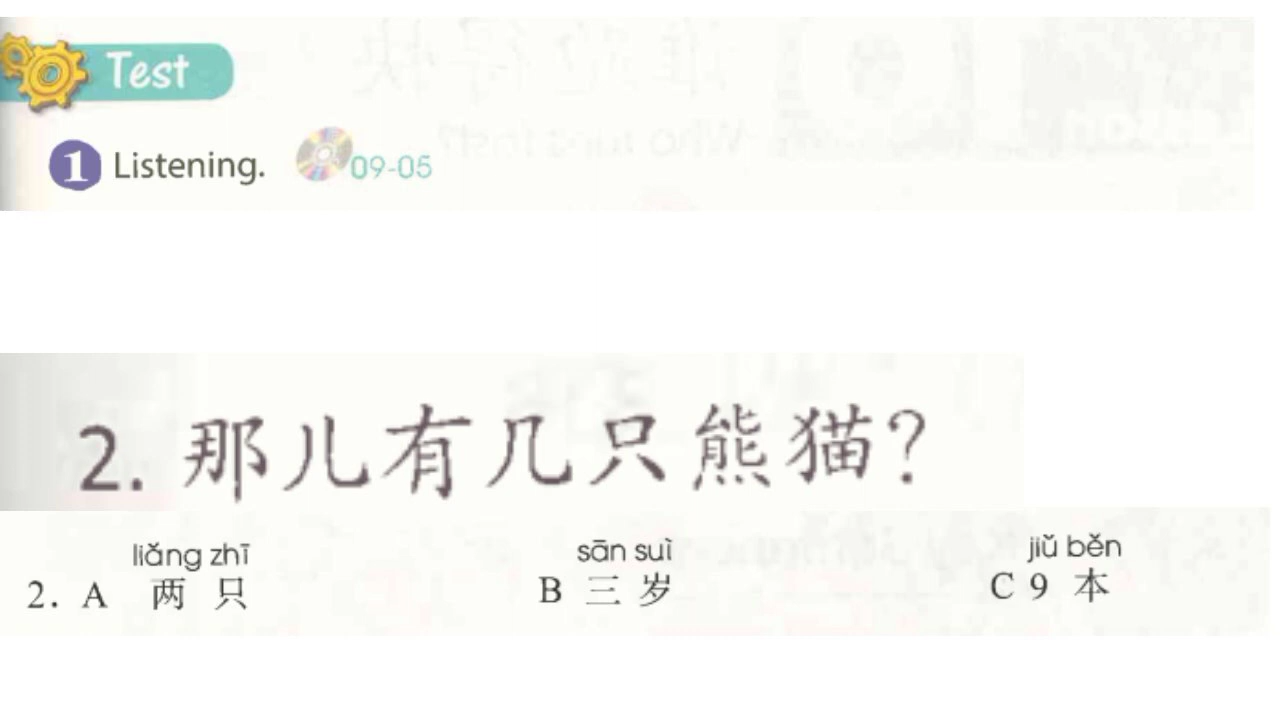 Test
1 Listening. 09-05
2. 那儿有几只熊猫?
liǎng zhī sān suì jiǔ běn
2. A 两 只 B 三 岁 C 9 本